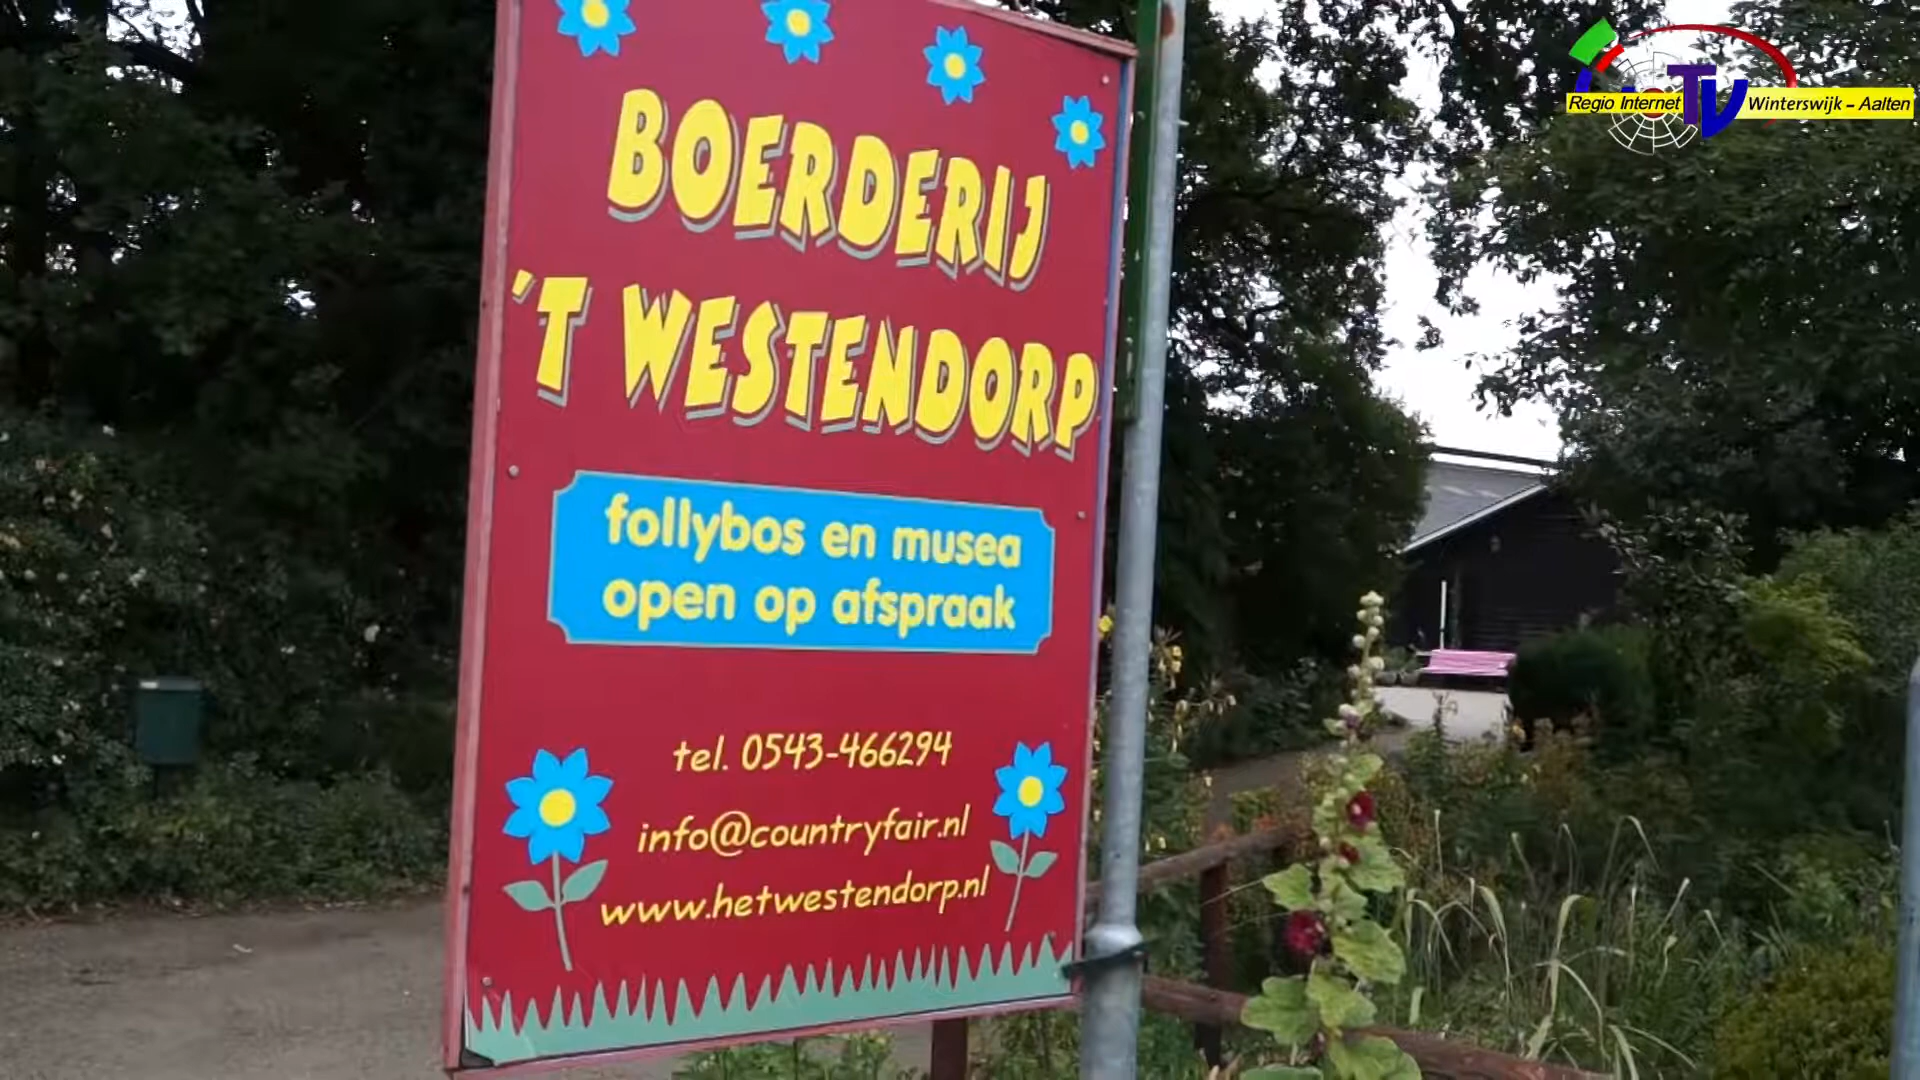 Regio Internet TV Winterswijk - Aalten
BOERDERIJ
'T WESTENDORP
follybos en musea
open op afspraak
tel. 0543-466294
info@countryfair.nl
www.hetwestendorp.nl